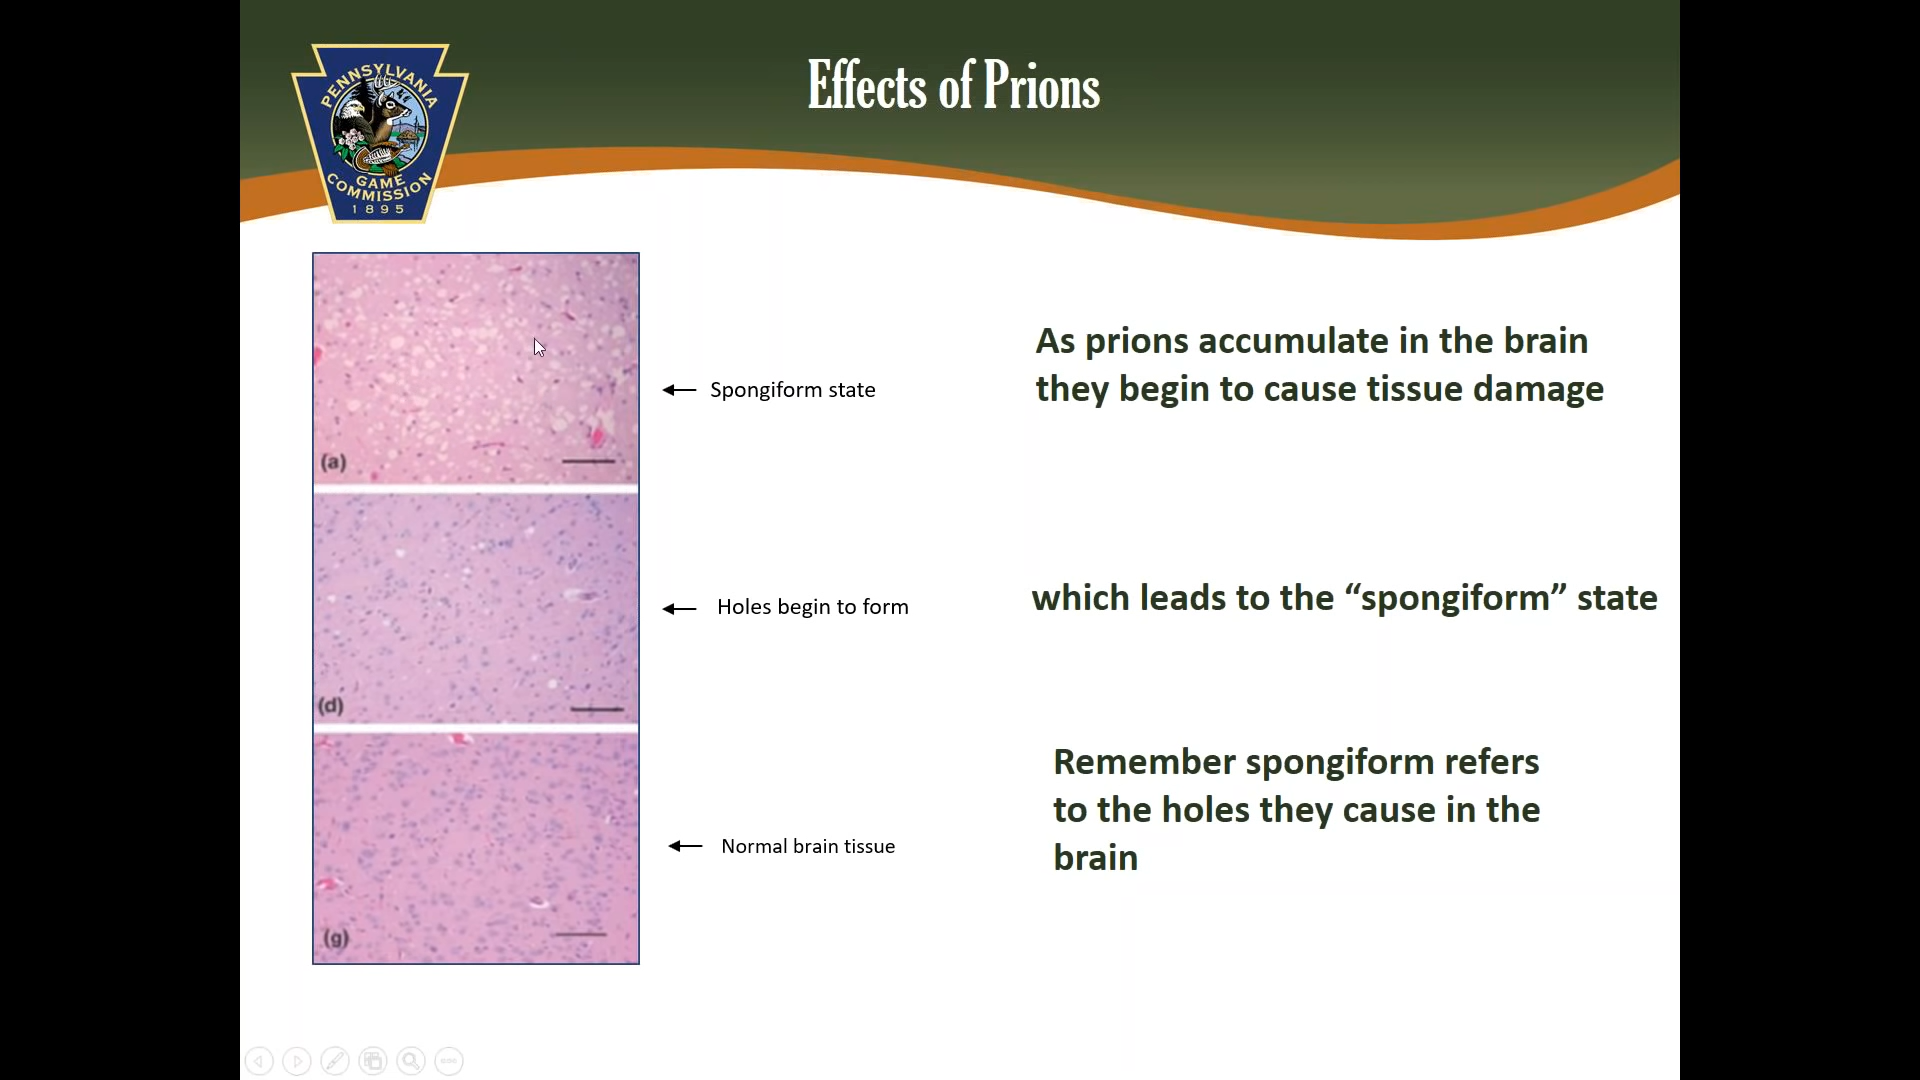 PENNSYLVANIA
GAME
COMMISSION
1895
Effects of Prions
(a)
Spongiform state
(d)
Holes begin to form
(g)
Normal brain tissue
As prions accumulate in the brain
they begin to cause tissue damage
which leads to the “spongiform” state
Remember spongiform refers
to the holes they cause in the
brain